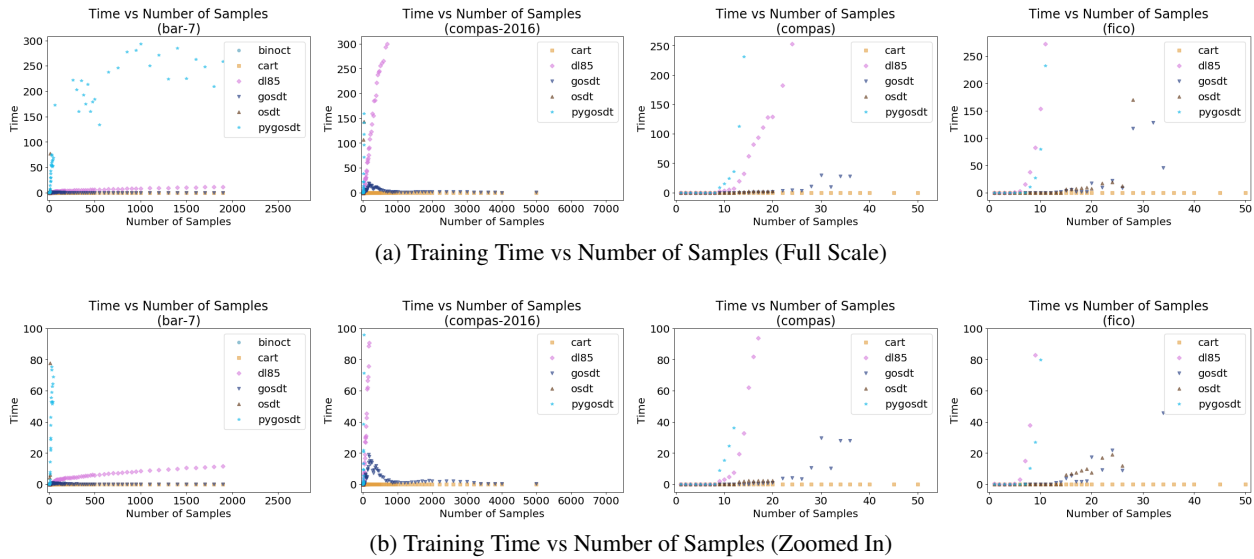 Time vs Number of Samples
(bar-7)
300
250
200
150
100
50
0
Time
0 500 1000 1500 2000 2500
Number of Samples
binoct
cart
dl85
gosdt
osdt
pygosdt
Time vs Number of Samples
(compas-2016)
300
250
200
150
100
50
0
Time
0 1000 2000 3000 4000 5000 6000 7000
Number of Samples
cart
dl85
gosdt
osdt
pygosdt
Time vs Number of Samples
(compas)
250
200
150
100
50
0
Time
0 10 20 30 40 50
Number of Samples
cart
dl85
gosdt
osdt
pygosdt
Time vs Number of Samples
(fico)
250
200
150
100
50
0
Time
0 10 20 30 40 50
Number of Samples
cart
dl85
gosdt
osdt
pygosdt
(a) Training Time vs Number of Samples (Full Scale)
Time vs Number of Samples
(bar-7)
100
80
60
40
20
0
Time
0 500 1000 1500 2000 2500
Number of Samples
binoct
cart
dl85
gosdt
osdt
pygosdt
Time vs Number of Samples
(compas-2016)
100
80
60
40
20
0
Time
0 1000 2000 3000 4000 5000 6000 7000
Number of Samples
cart
dl85
gosdt
osdt
pygosdt
Time vs Number of Samples
(compas)
100
80
60
40
20
0
Time
0 10 20 30 40 50
Number of Samples
cart
dl85
gosdt
osdt
pygosdt
Time vs Number of Samples
(fico)
100
80
60
40
20
0
Time
0 10 20 30 40 50
Number of Samples
cart
dl85
gosdt
osdt
pygosdt
(b) Training Time vs Number of Samples (Zoomed In)